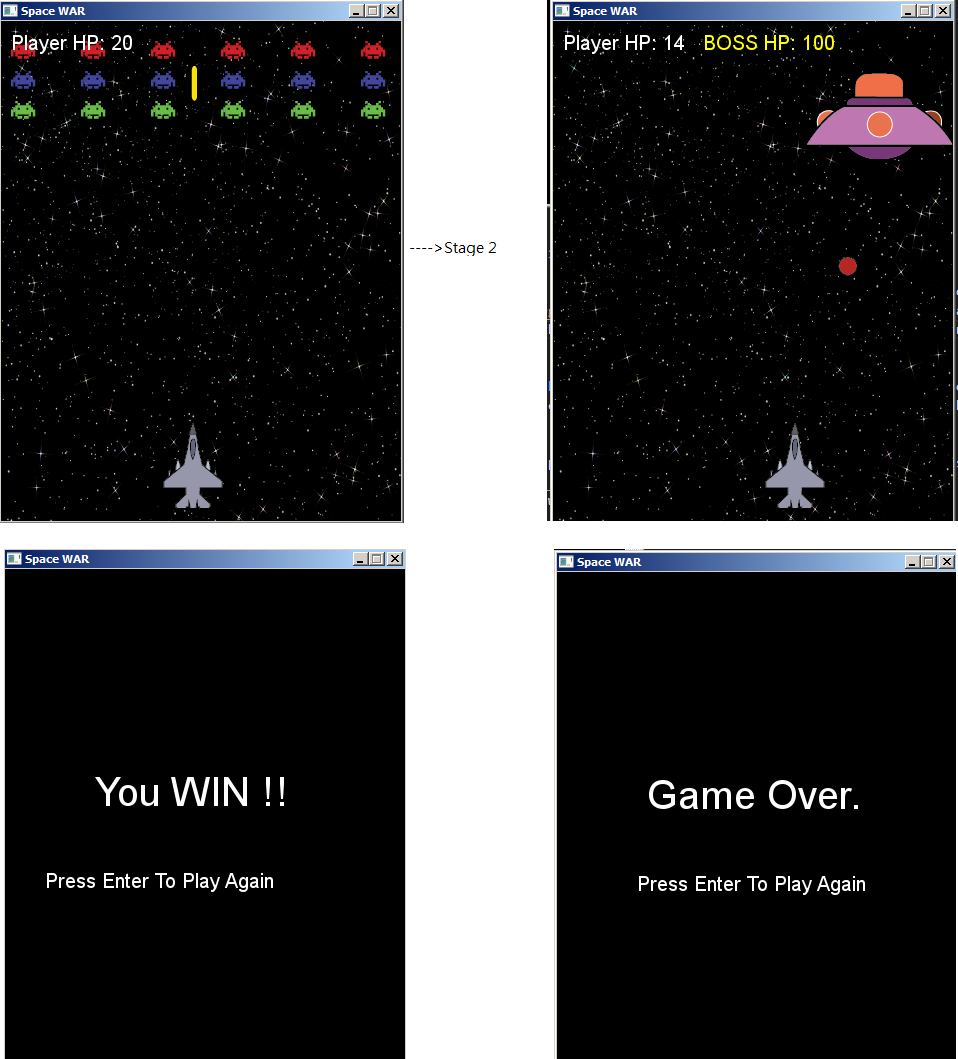 Space WAR
Player HP: 20
Space WAR
Player HP: 14 BOSS HP: 100
---->Stage 2
Space WAR
You WIN !!
Press Enter To Play Again
Space WAR
Game Over.
Press Enter To Play Again